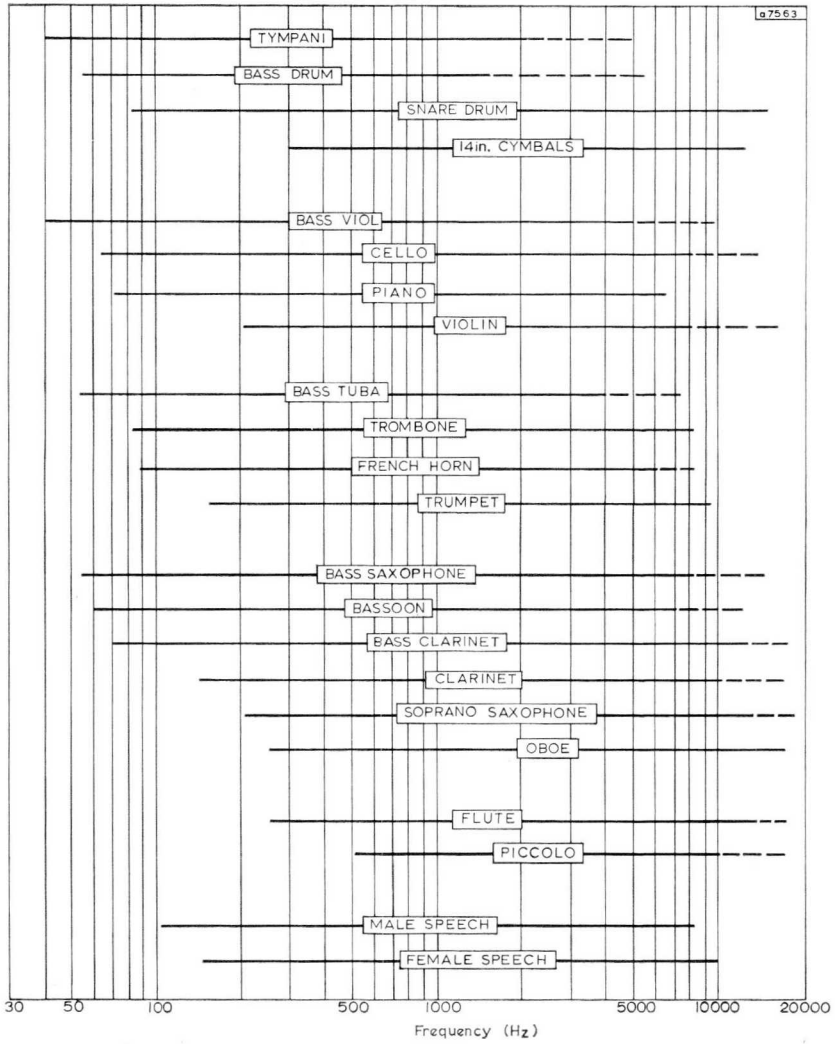 a7563
TYMPANI
BASS DRUM
SNARE DRUM
14in. CYMBALS
BASS VIOL
CELLO
PIANO
VIOLIN
BASS TUBA
TROMBONE
FRENCH HORN
TRUMPET
BASS SAXOPHONE
BASSOON
BASS CLARINET
CLARINET
SOPRANO SAXOPHONE
OBOE
FLUTE
PICCOLO
MALE SPEECH
FEMALE SPEECH
30 50 100 500 1000 5000 10000 20000
Frequency (Hz)